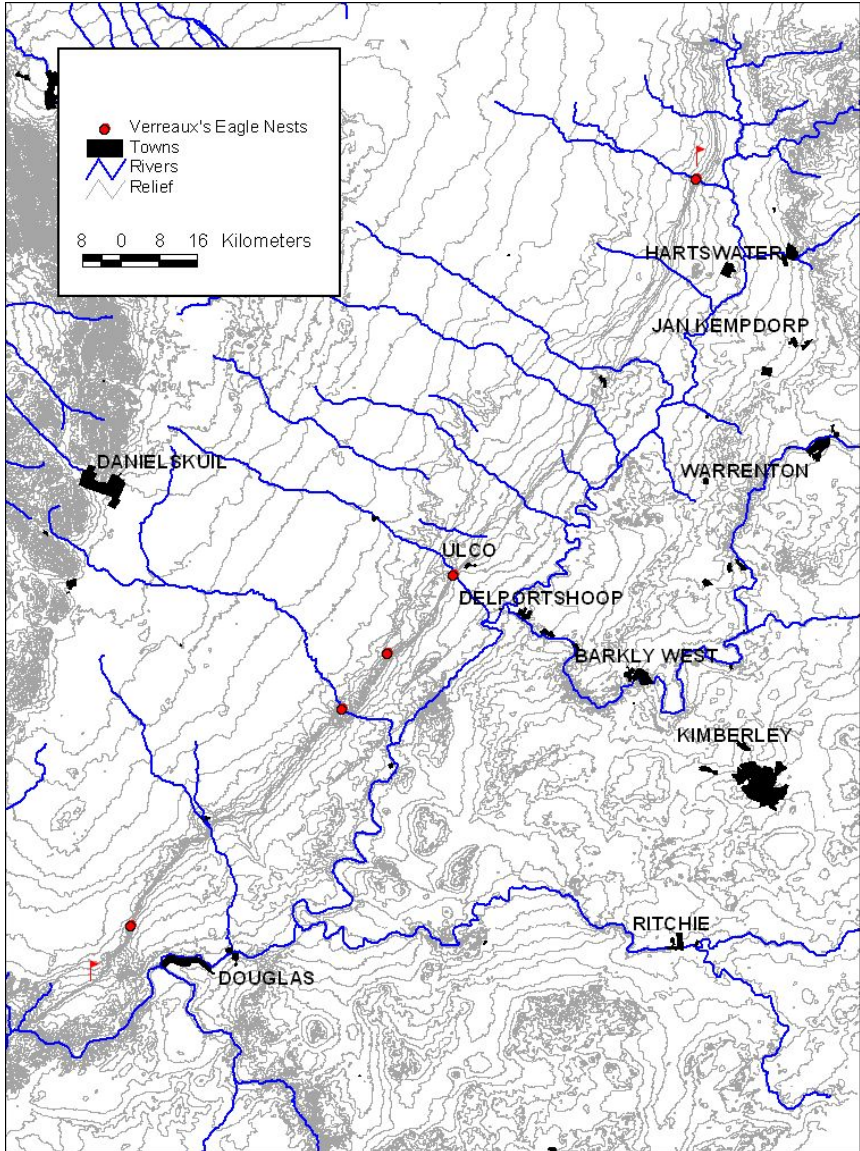 Verreaux's Eagle Nests
Towns
Rivers
Relief
8 0 8 16 Kilometers
HARTSWATER
JAN KEMPDORP
DANIELSKUIL
WARRENTON
ULCO
DELPORTSHOOP
BARKLY WEST
KIMBERLEY
RITCHIE
DOUGLAS